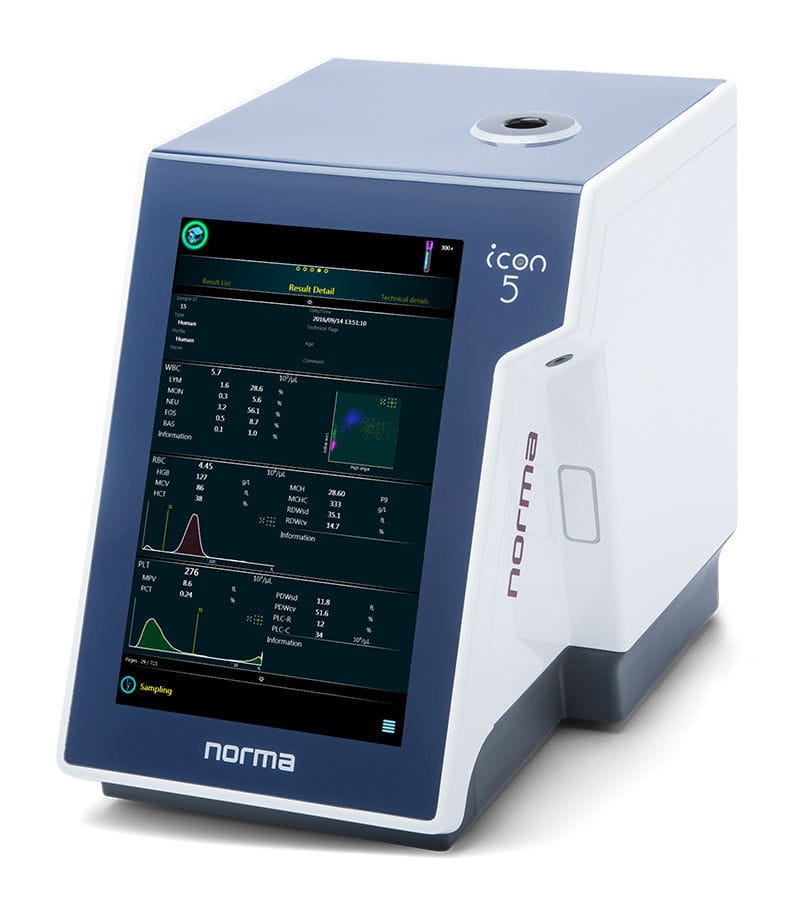 300+
icon
5
Result List
Result Detail
Technical details
Sample ID
15
Date/Time
2016/09/14 13:51:10
Type
Human
Technical Flags
Profile
Human
Age
Name
Comment
WBC 5.7 10³/µL
LYM 1.6 28.6 %
MON 0.3 5.6 %
NEU 3.2 56.1 %
EOS 0.5 8.7 %
BAS 0.1 1.0 %
Information
High angle
RBC 4.45 10⁶/µL
HGB 127 g/L
MCV 86 fL
HCT 38 %
MCH 28.60 pg
MCHC 333 g/L
RDWsd 35.1 fL
RDWcv 14.7 %
Information
PLT 276 10³/µL
MPV 8.6 fL
PCT 0.24 %
PDWsd 11.8 fL
PDWcv 51.6 %
PLC-R 12 %
PLC-C 34 10³/µL
Information
Pages : 29 / 715
Sampling
norma
norma